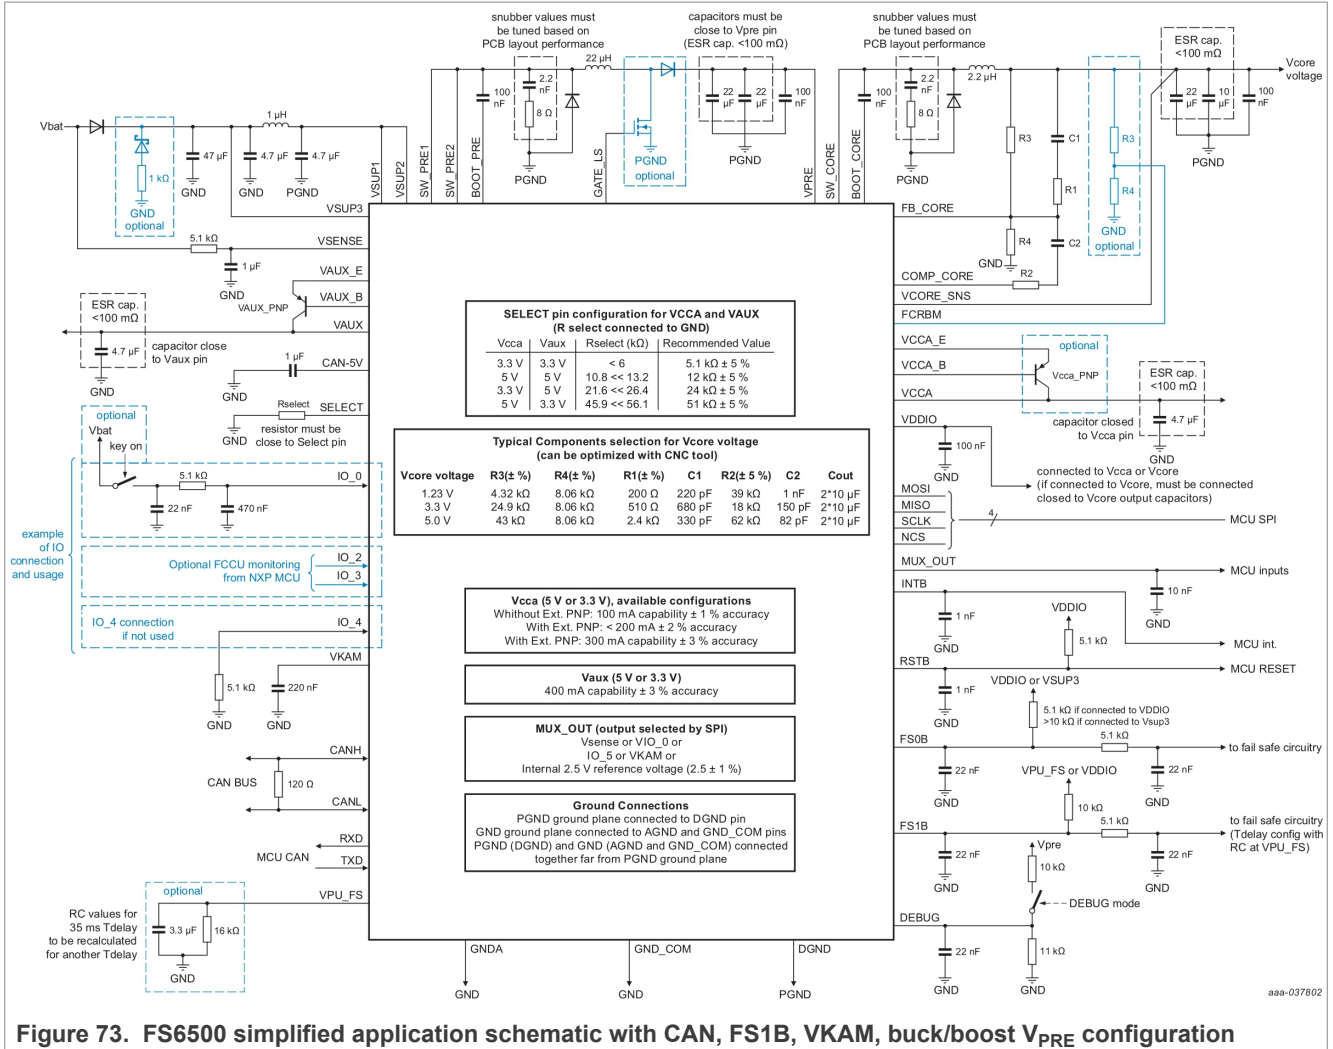 snubber values must
be tuned based on
PCB layout performance
capacitors must be
close to Vpre pin
(ESR cap. <100 mΩ)
snubber values must
be tuned based on
PCB layout performance
ESR cap.
<100 mΩ
22 µH
2.2 µH
Vcore
voltage
100
nF
2.2
nF
8 Ω
PGND
PGND
optional
22
µF
22
µF
100
nF
PGND
100
nF
2.2
nF
8 Ω
PGND
R3
C1
R1
R3
R4
GND
optional
22
µF
10
µF
100
nF
PGND
Vbat
1 µH
1 kΩ
GND
optional
47 µF
GND
4.7 µF
GND
4.7 µF
PGND
VSUP1
VSUP2
SW_PRE1
SW_PRE2
BOOT_PRE
GATE_LS
VPRE
SW_CORE
BOOT_CORE
VSUP3
5.1 kΩ
VSENSE
1 µF
GND
VAUX_E
VAUX_PNP
VAUX_B
VAUX
ESR cap.
<100 mΩ
4.7 µF
GND
capacitor close
to Vaux pin
1 µF
CAN-5V
GND
Rselect
SELECT
GND
resistor must be
close to Select pin
FB_CORE
R4
C2
GND
COMP_CORE
R2
VCORE_SNS
FCRBM
VCCA_E
optional
VCCA_B
Vcca_PNP
VCCA
ESR cap.
<100 mΩ
4.7 µF
GND
capacitor closed
to Vcca pin
VDDIO
100 nF
GND
connected to Vcca or Vcore
(if connected to Vcore, must be connected
closed to Vcore output capacitors)
SELECT pin configuration for VCCA and VAUX
(R select connected to GND)
Vcca Vaux Rselect (kΩ) Recommended Value
3.3 V 3.3 V < 6 5.1 kΩ ± 5 %
5 V 5 V 10.8 << 13.2 12 kΩ ± 5 %
3.3 V 5 V 21.6 << 26.4 24 kΩ ± 5 %
5 V 3.3 V 45.9 << 56.1 51 kΩ ± 5 %
Typical Components selection for Vcore voltage
(can be optimized with CNC tool)
Vcore voltage R3(± %) R4(± %) R1(± %) C1 R2(± 5 %) C2 Cout
1.23 V 4.32 kΩ 8.06 kΩ 200 Ω 220 pF 39 kΩ 1 nF 2*10 µF
3.3 V 24.9 kΩ 8.06 kΩ 510 Ω 680 pF 18 kΩ 150 pF 2*10 µF
5.0 V 43 kΩ 8.06 kΩ 2.4 kΩ 330 pF 62 kΩ 82 pF 2*10 µF
optional
Vbat
key on
5.1 kΩ
IO_0
22 nF
470 nF
GND
GND
example
of IO
connection
and usage
Optional FCCU monitoring
from NXP MCU
IO_2
IO_3
IO_4 connection
if not used
IO_4
VKAM
5.1 kΩ
220 nF
GND
GND
MOSI
MISO
SCLK
NCS
4
MCU SPI
MUX_OUT
MCU inputs
10 nF
GND
INTB
1 nF
GND
VDDIO
5.1 kΩ
MCU int.
RSTB
MCU RESET
1 nF
GND
VDDIO or VSUP3
5.1 kΩ if connected to VDDIO
>10 kΩ if connected to Vsup3
Vcca (5 V or 3.3 V), available configurations
Whithout Ext. PNP: 100 mA capability ± 1 % accuracy
With Ext. PNP: < 200 mA ± 2 % accuracy
With Ext. PNP: 300 mA capability ± 3 % accuracy
Vaux (5 V or 3.3 V)
400 mA capability ± 3 % accuracy
MUX_OUT (output selected by SPI)
Vsense or VIO_0 or
IO_5 or VKAM or
Internal 2.5 V reference voltage (2.5 ± 1 %)
Ground Connections
PGND ground plane connected to DGND pin
GND ground plane connected to AGND and GND_COM pins
PGND (DGND) and GND (AGND and GND_COM) connected
together far from PGND ground plane
CANH
CAN BUS
120 Ω
CANL
RXD
MCU CAN
TXD
VPU_FS
optional
RC values for
35 ms Tdelay
to be recalculated
for another Tdelay
3.3 µF
16 kΩ
GND
FS0B
5.1 kΩ
to fail safe circuitry
22 nF
GND
22 nF
GND
VPU_FS or VDDIO
10 kΩ
FS1B
5.1 kΩ
to fail safe circuitry
(Tdelay config with
RC at VPU_FS)
22 nF
GND
22 nF
GND
Vpre
10 kΩ
DEBUG mode
DEBUG
22 nF
GND
11 kΩ
GND
GNDA
GND_COM
DGND
GND
GND
PGND
aaa-037802
Figure 73. FS6500 simplified application schematic with CAN, FS1B, VKAM, buck/boost VPRE configuration